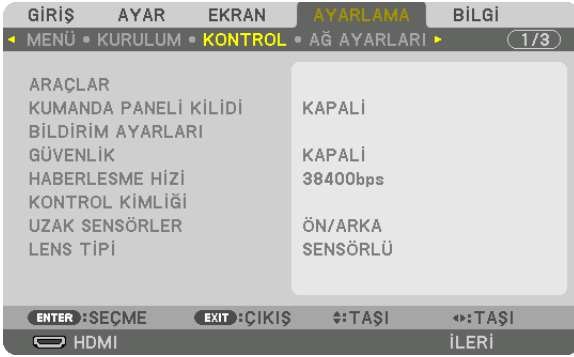 GİRİŞ AYAR EKRAN AYARLAMA BİLGİ
◄ MENÜ • KURULUM • KONTROL • AĞ AYARLARI ► 1/3
ARAÇLAR
KUMANDA PANELİ KİLİDİ KAPALİ
BİLDİRİM AYARLARI
GÜVENLİK KAPALİ
HABERLESME HİZİ 38400bps
KONTROL KİMLİĞİ
UZAK SENSÖRLER ÖN/ARKA
LENS TİPİ SENSÖRLÜ
ENTER :SEÇME EXIT :ÇIKIŞ :TAŞI :TAŞI
HDMI İLERİ